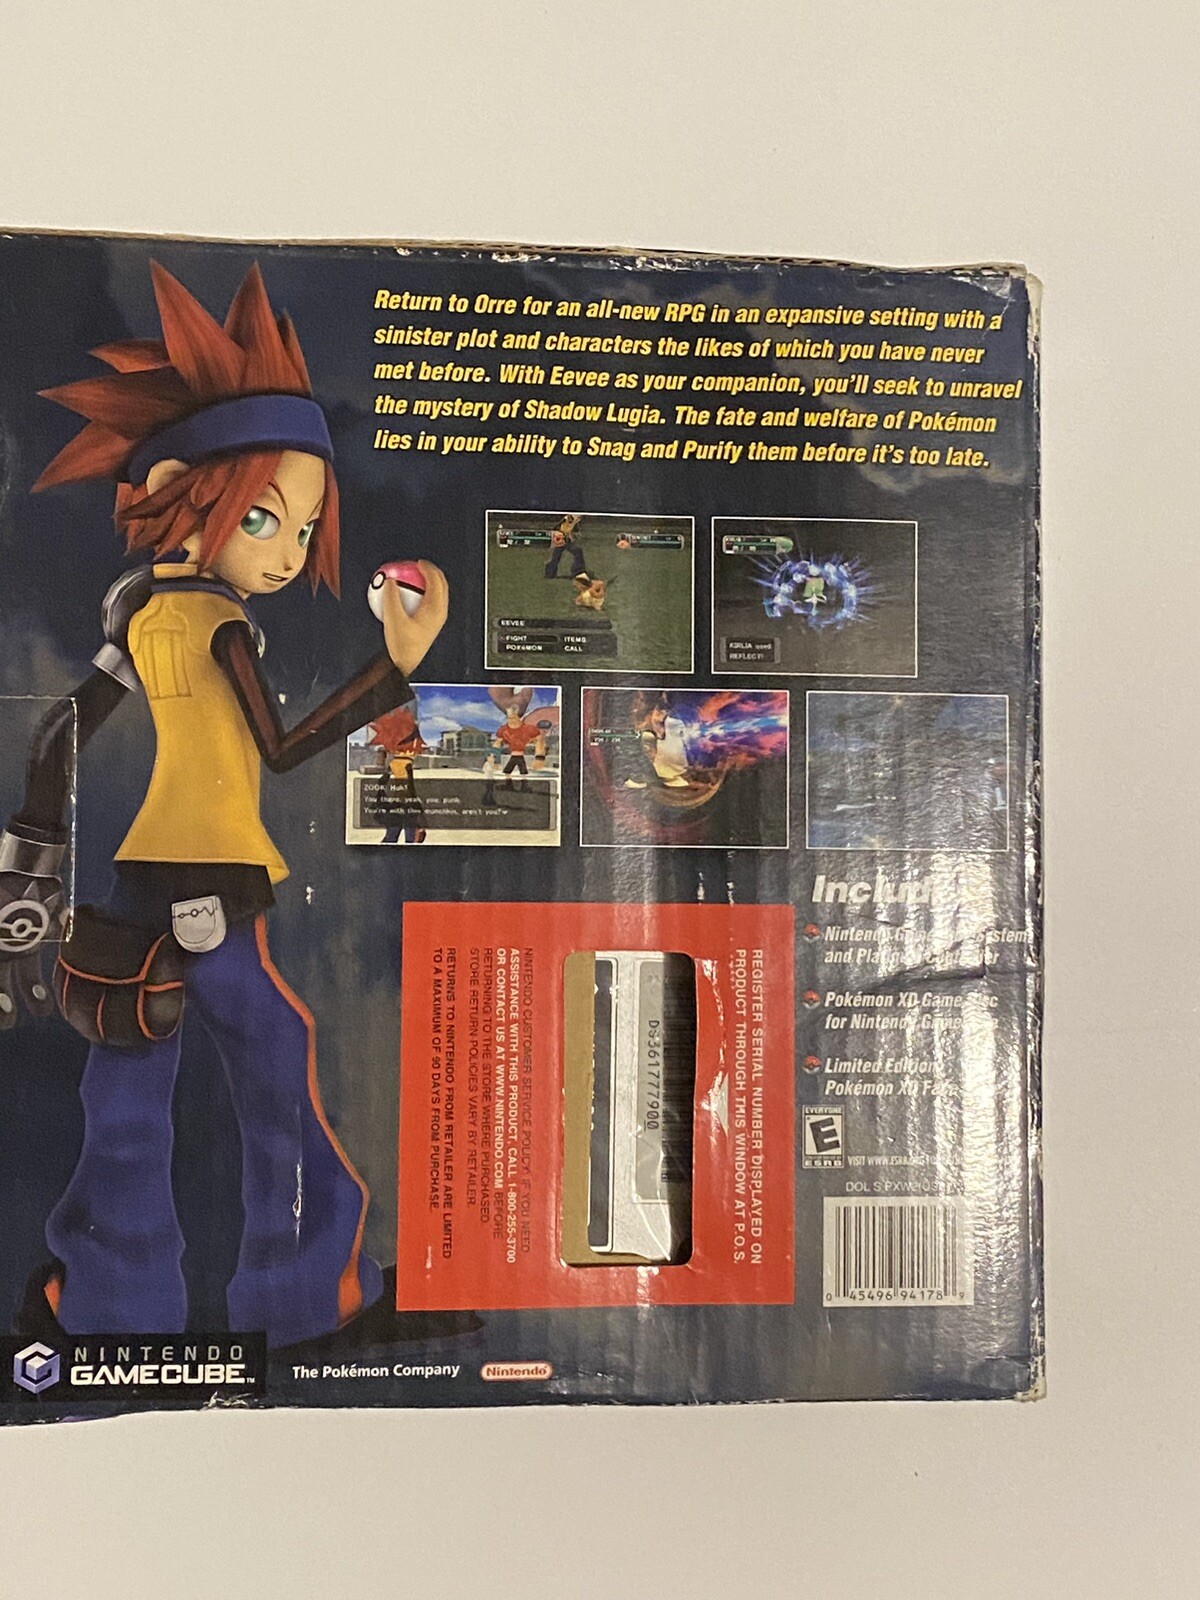 Return to Orre for an all-new RPG in an expansive setting with a
sinister plot and characters the likes of which you have never
met before. With Eevee as your companion, you'll seek to unravel
the mystery of Shadow Lugia. The fate and welfare of Pokémon
lies in your ability to Snag and Purify them before it's too late.
EEVEE
FIGHT ITEMS
POKéMON CALL
KIRLIA used
REFLECT!
ZOOK: Huh?
You there, yeah, you, punk.
You're with this munchkin, aren't you?
Nintendo
and
Pokémon XD Game
for Nintendo
Limited Edition
Pokémon XD
REGISTER SERIAL NUMBER DISPLAYED ON
PRODUCT THROUGH THIS WINDOW AT P.O.S.
DS361777900
NINTENDO CUSTOMER SERVICE POLICY: IF YOU NEED
ASSISTANCE WITH THIS PRODUCT, CALL 1-800-255-3700
OR CONTACT US AT WWW.NINTENDO.COM BEFORE
RETURNING TO THE STORE WHERE PURCHASED.
STORE RETURN POLICIES VARY BY RETAILER.
RETURNS TO NINTENDO FROM RETAILER ARE LIMITED
TO A MAXIMUM OF 90 DAYS FROM PURCHASE.
EVERYONE
E
ESRB
VISIT WWW.ESRB.ORG
DOL S
0 45496 94178 9
NINTENDO
GAMECUBE™
The Pokémon Company
Nintendo®